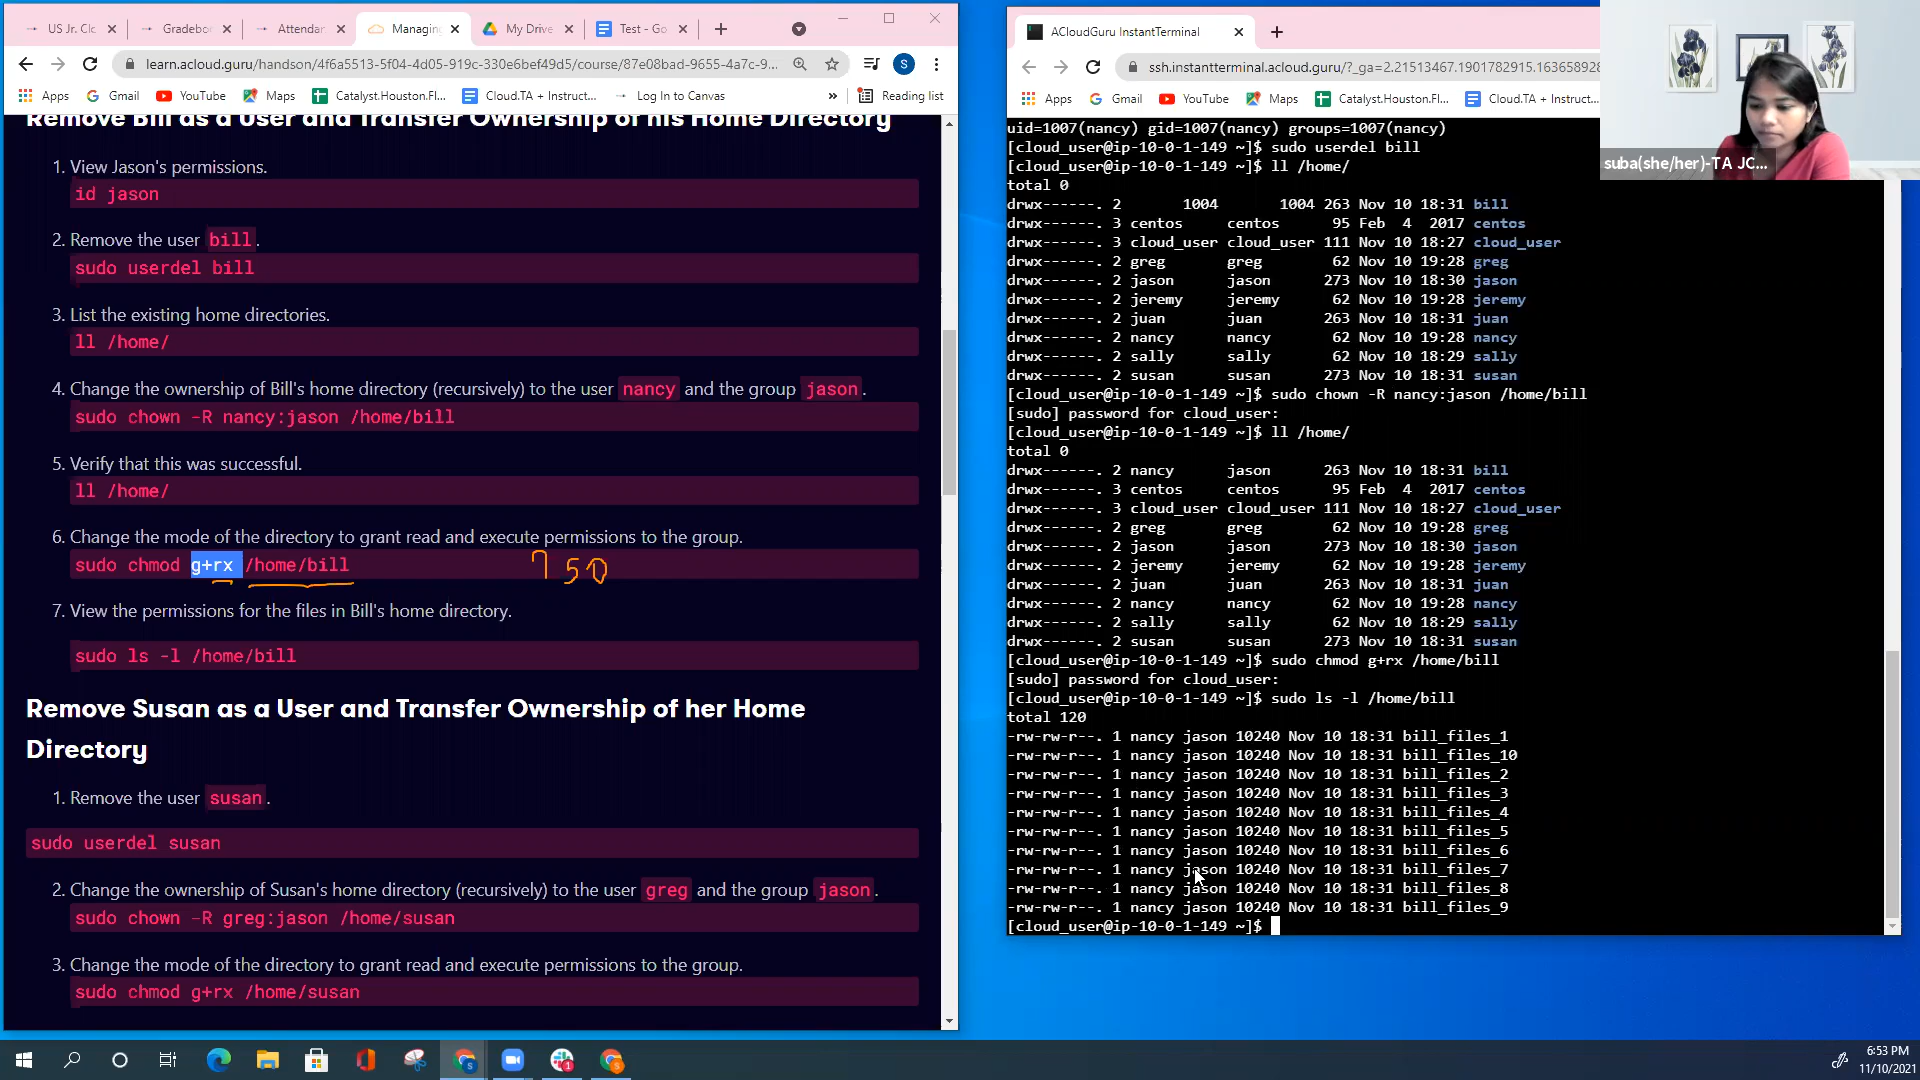 US Jr. Clc
Gradeboo
Attendar
Managing
My Drive
Test - Go
learn.acloud.guru/handson/4f6a5513-5f04-4d05-919c-330e6bef49d5/course/87e08bad-9655-4a7c-9...
S
Apps
Gmail
YouTube
Maps
Catalyst.Houston.Fl...
Cloud.TA + Instruct...
Log In to Canvas
»
Reading list
Remove Bill as a User and Transfer Ownership of his Home Directory
1. View Jason's permissions.
id jason
2. Remove the user bill.
sudo userdel bill
3. List the existing home directories.
ll /home/
4. Change the ownership of Bill's home directory (recursively) to the user nancy and the group jason.
sudo chown -R nancy:jason /home/bill
5. Verify that this was successful.
ll /home/
6. Change the mode of the directory to grant read and execute permissions to the group.
sudo chmod g+rx /home/bill
750
7. View the permissions for the files in Bill's home directory.
sudo ls -l /home/bill
Remove Susan as a User and Transfer Ownership of her Home
Directory
1. Remove the user susan.
sudo userdel susan
2. Change the ownership of Susan's home directory (recursively) to the user greg and the group jason.
sudo chown -R greg:jason /home/susan
3. Change the mode of the directory to grant read and execute permissions to the group.
sudo chmod g+rx /home/susan
ACloudGuru InstantTerminal
ssh.instantterminal.acloud.guru/?_ga=2.21513467.1901782915.163658928
Apps
Gmail
YouTube
Maps
Catalyst.Houston.Fl...
Cloud.TA + Instruct...
suba(she/her)-TA JC...
uid=1007(nancy) gid=1007(nancy) groups=1007(nancy)
[cloud_user@ip-10-0-1-149 ~]$ sudo userdel bill
[cloud_user@ip-10-0-1-149 ~]$ ll /home/
total 0
drwx------. 2 1004 1004 263 Nov 10 18:31 bill
drwx------. 3 centos centos 95 Feb 4 2017 centos
drwx------. 3 cloud_user cloud_user 111 Nov 10 18:27 cloud_user
drwx------. 2 greg greg 62 Nov 10 19:28 greg
drwx------. 2 jason jason 273 Nov 10 18:30 jason
drwx------. 2 jeremy jeremy 62 Nov 10 19:28 jeremy
drwx------. 2 juan juan 263 Nov 10 18:31 juan
drwx------. 2 nancy nancy 62 Nov 10 19:28 nancy
drwx------. 2 sally sally 62 Nov 10 18:29 sally
drwx------. 2 susan susan 273 Nov 10 18:31 susan
[cloud_user@ip-10-0-1-149 ~]$ sudo chown -R nancy:jason /home/bill
[sudo] password for cloud_user:
[cloud_user@ip-10-0-1-149 ~]$ ll /home/
total 0
drwx------. 2 nancy jason 263 Nov 10 18:31 bill
drwx------. 3 centos centos 95 Feb 4 2017 centos
drwx------. 3 cloud_user cloud_user 111 Nov 10 18:27 cloud_user
drwx------. 2 greg greg 62 Nov 10 19:28 greg
drwx------. 2 jason jason 273 Nov 10 18:30 jason
drwx------. 2 jeremy jeremy 62 Nov 10 19:28 jeremy
drwx------. 2 juan juan 263 Nov 10 18:31 juan
drwx------. 2 nancy nancy 62 Nov 10 19:28 nancy
drwx------. 2 sally sally 62 Nov 10 18:29 sally
drwx------. 2 susan susan 273 Nov 10 18:31 susan
[cloud_user@ip-10-0-1-149 ~]$ sudo chmod g+rx /home/bill
[sudo] password for cloud_user:
[cloud_user@ip-10-0-1-149 ~]$ sudo ls -l /home/bill
total 120
-rw-rw-r--. 1 nancy jason 10240 Nov 10 18:31 bill_files_1
-rw-rw-r--. 1 nancy jason 10240 Nov 10 18:31 bill_files_10
-rw-rw-r--. 1 nancy jason 10240 Nov 10 18:31 bill_files_2
-rw-rw-r--. 1 nancy jason 10240 Nov 10 18:31 bill_files_3
-rw-rw-r--. 1 nancy jason 10240 Nov 10 18:31 bill_files_4
-rw-rw-r--. 1 nancy jason 10240 Nov 10 18:31 bill_files_5
-rw-rw-r--. 1 nancy jason 10240 Nov 10 18:31 bill_files_6
-rw-rw-r--. 1 nancy jason 10240 Nov 10 18:31 bill_files_7
-rw-rw-r--. 1 nancy jason 10240 Nov 10 18:31 bill_files_8
-rw-rw-r--. 1 nancy jason 10240 Nov 10 18:31 bill_files_9
[cloud_user@ip-10-0-1-149 ~]$
6:53 PM
11/10/2021